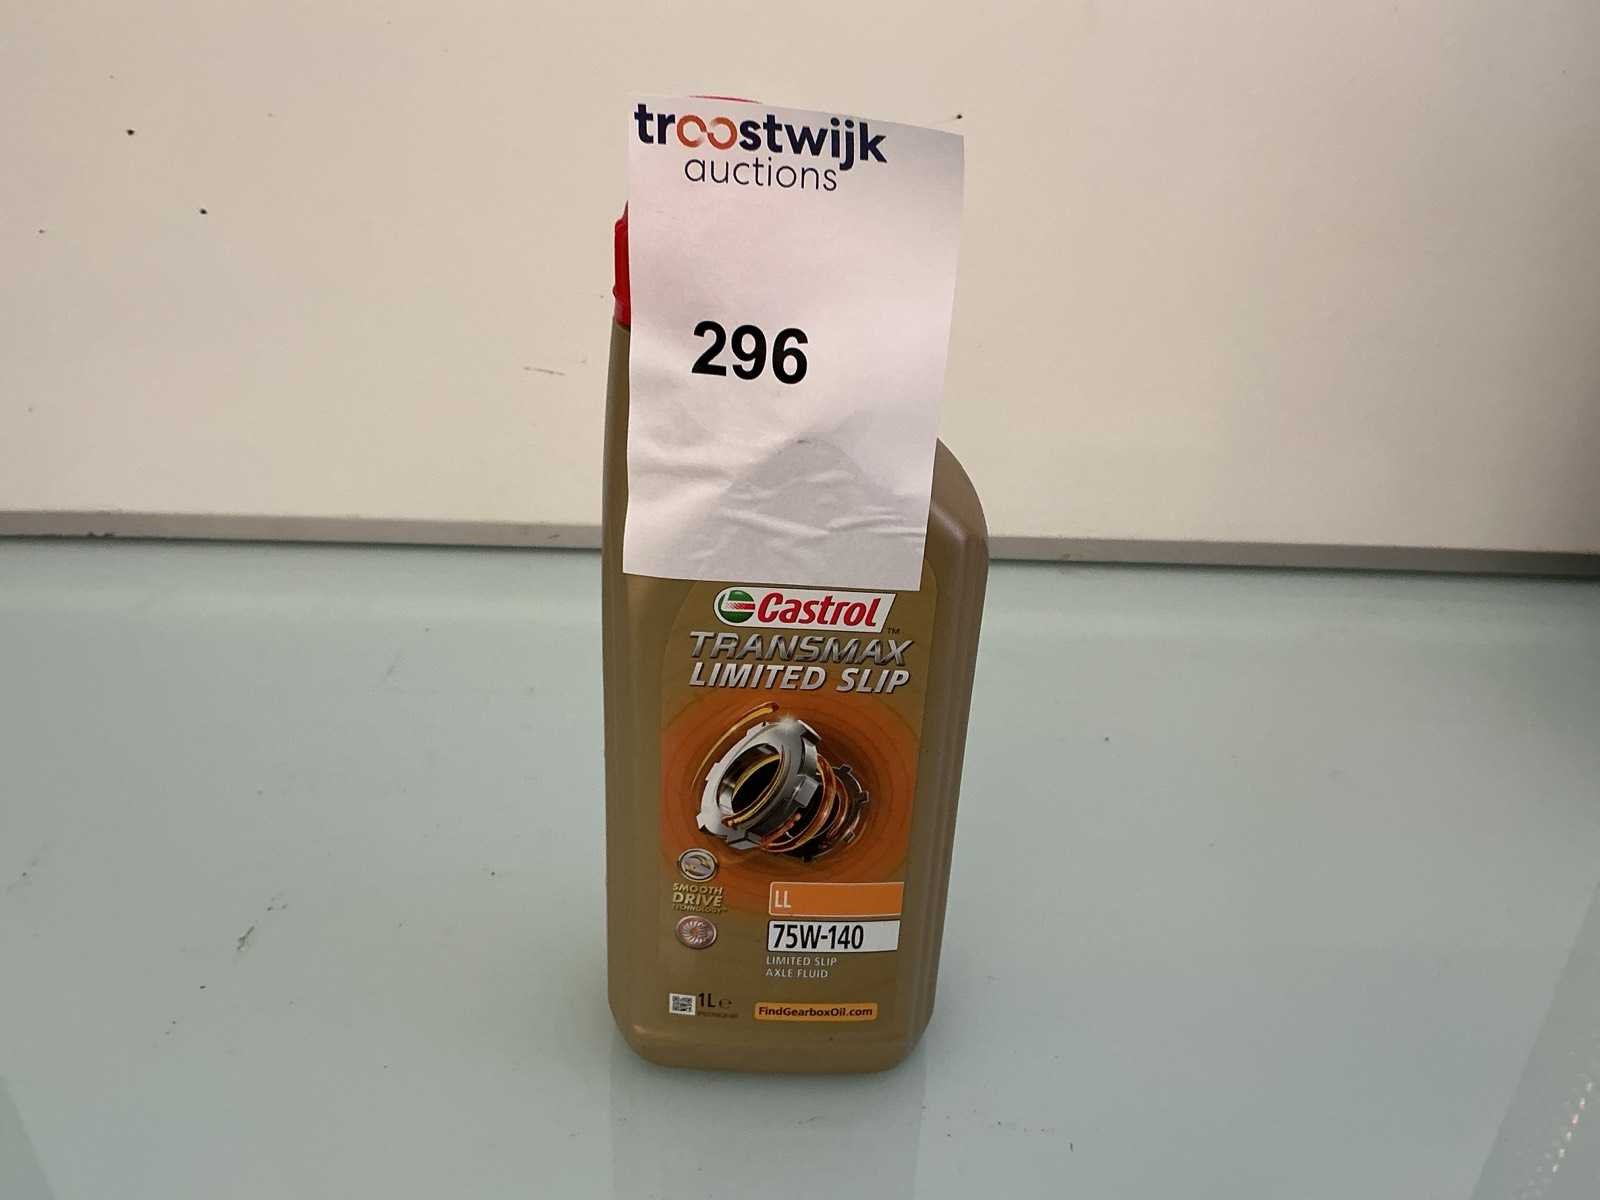 troostwijk
auctions
296
Castrol
TRANSMAX
LIMITED SLIP
SMOOTH
DRIVE
TECHNOLOGY
LL
75W-140
LIMITED SLIP
AXLE FLUID
1L e
FindGearboxOil.com